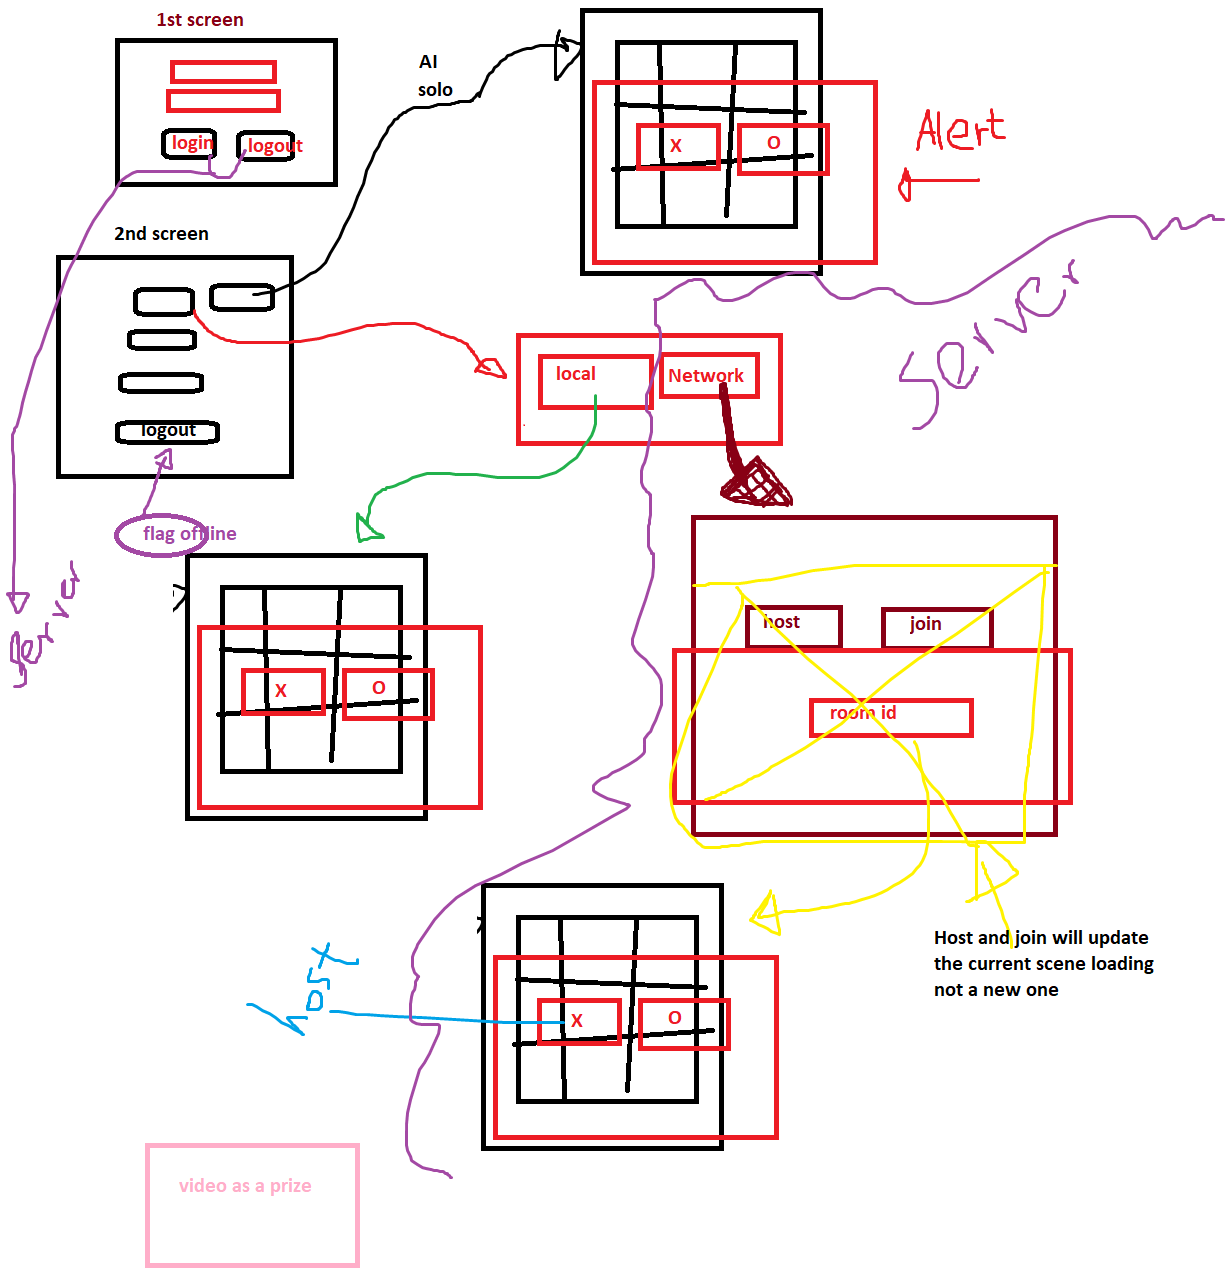 1st screen
login
logout
AI
solo
X
O
Alert
2nd screen
logout
flag offline
local
Network
server
server
X
O
host
join
room id
Host and join will update
the current scene loading
not a new one
X
O
video as a prize